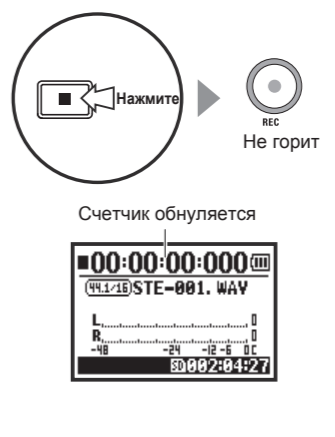 Нажмите
REC
Не горит
Счетчик обнуляется
00:00:00:000
44.1/16 STE-001.WAV
L 0
R 0
-48 -24 -12 -6 0
SD 002:04:27